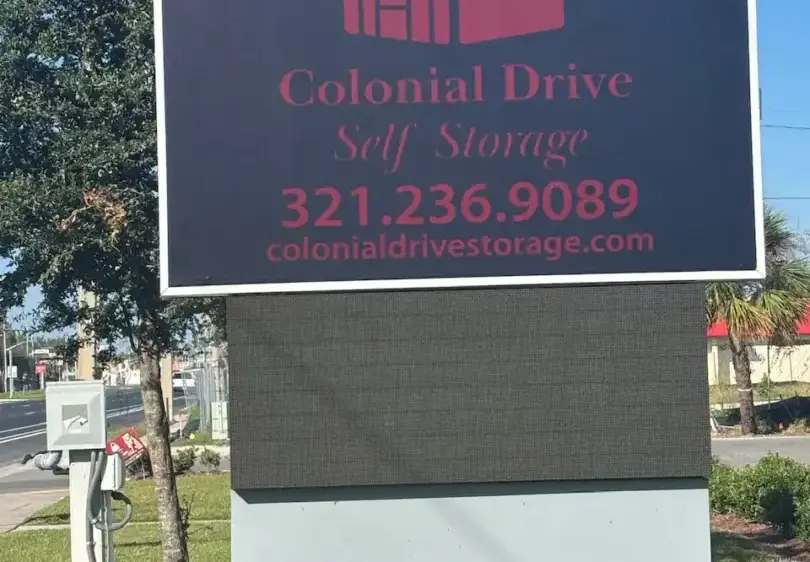 Colonial Drive
Self Storage
321.236.9089
colonialdrivestorage.com